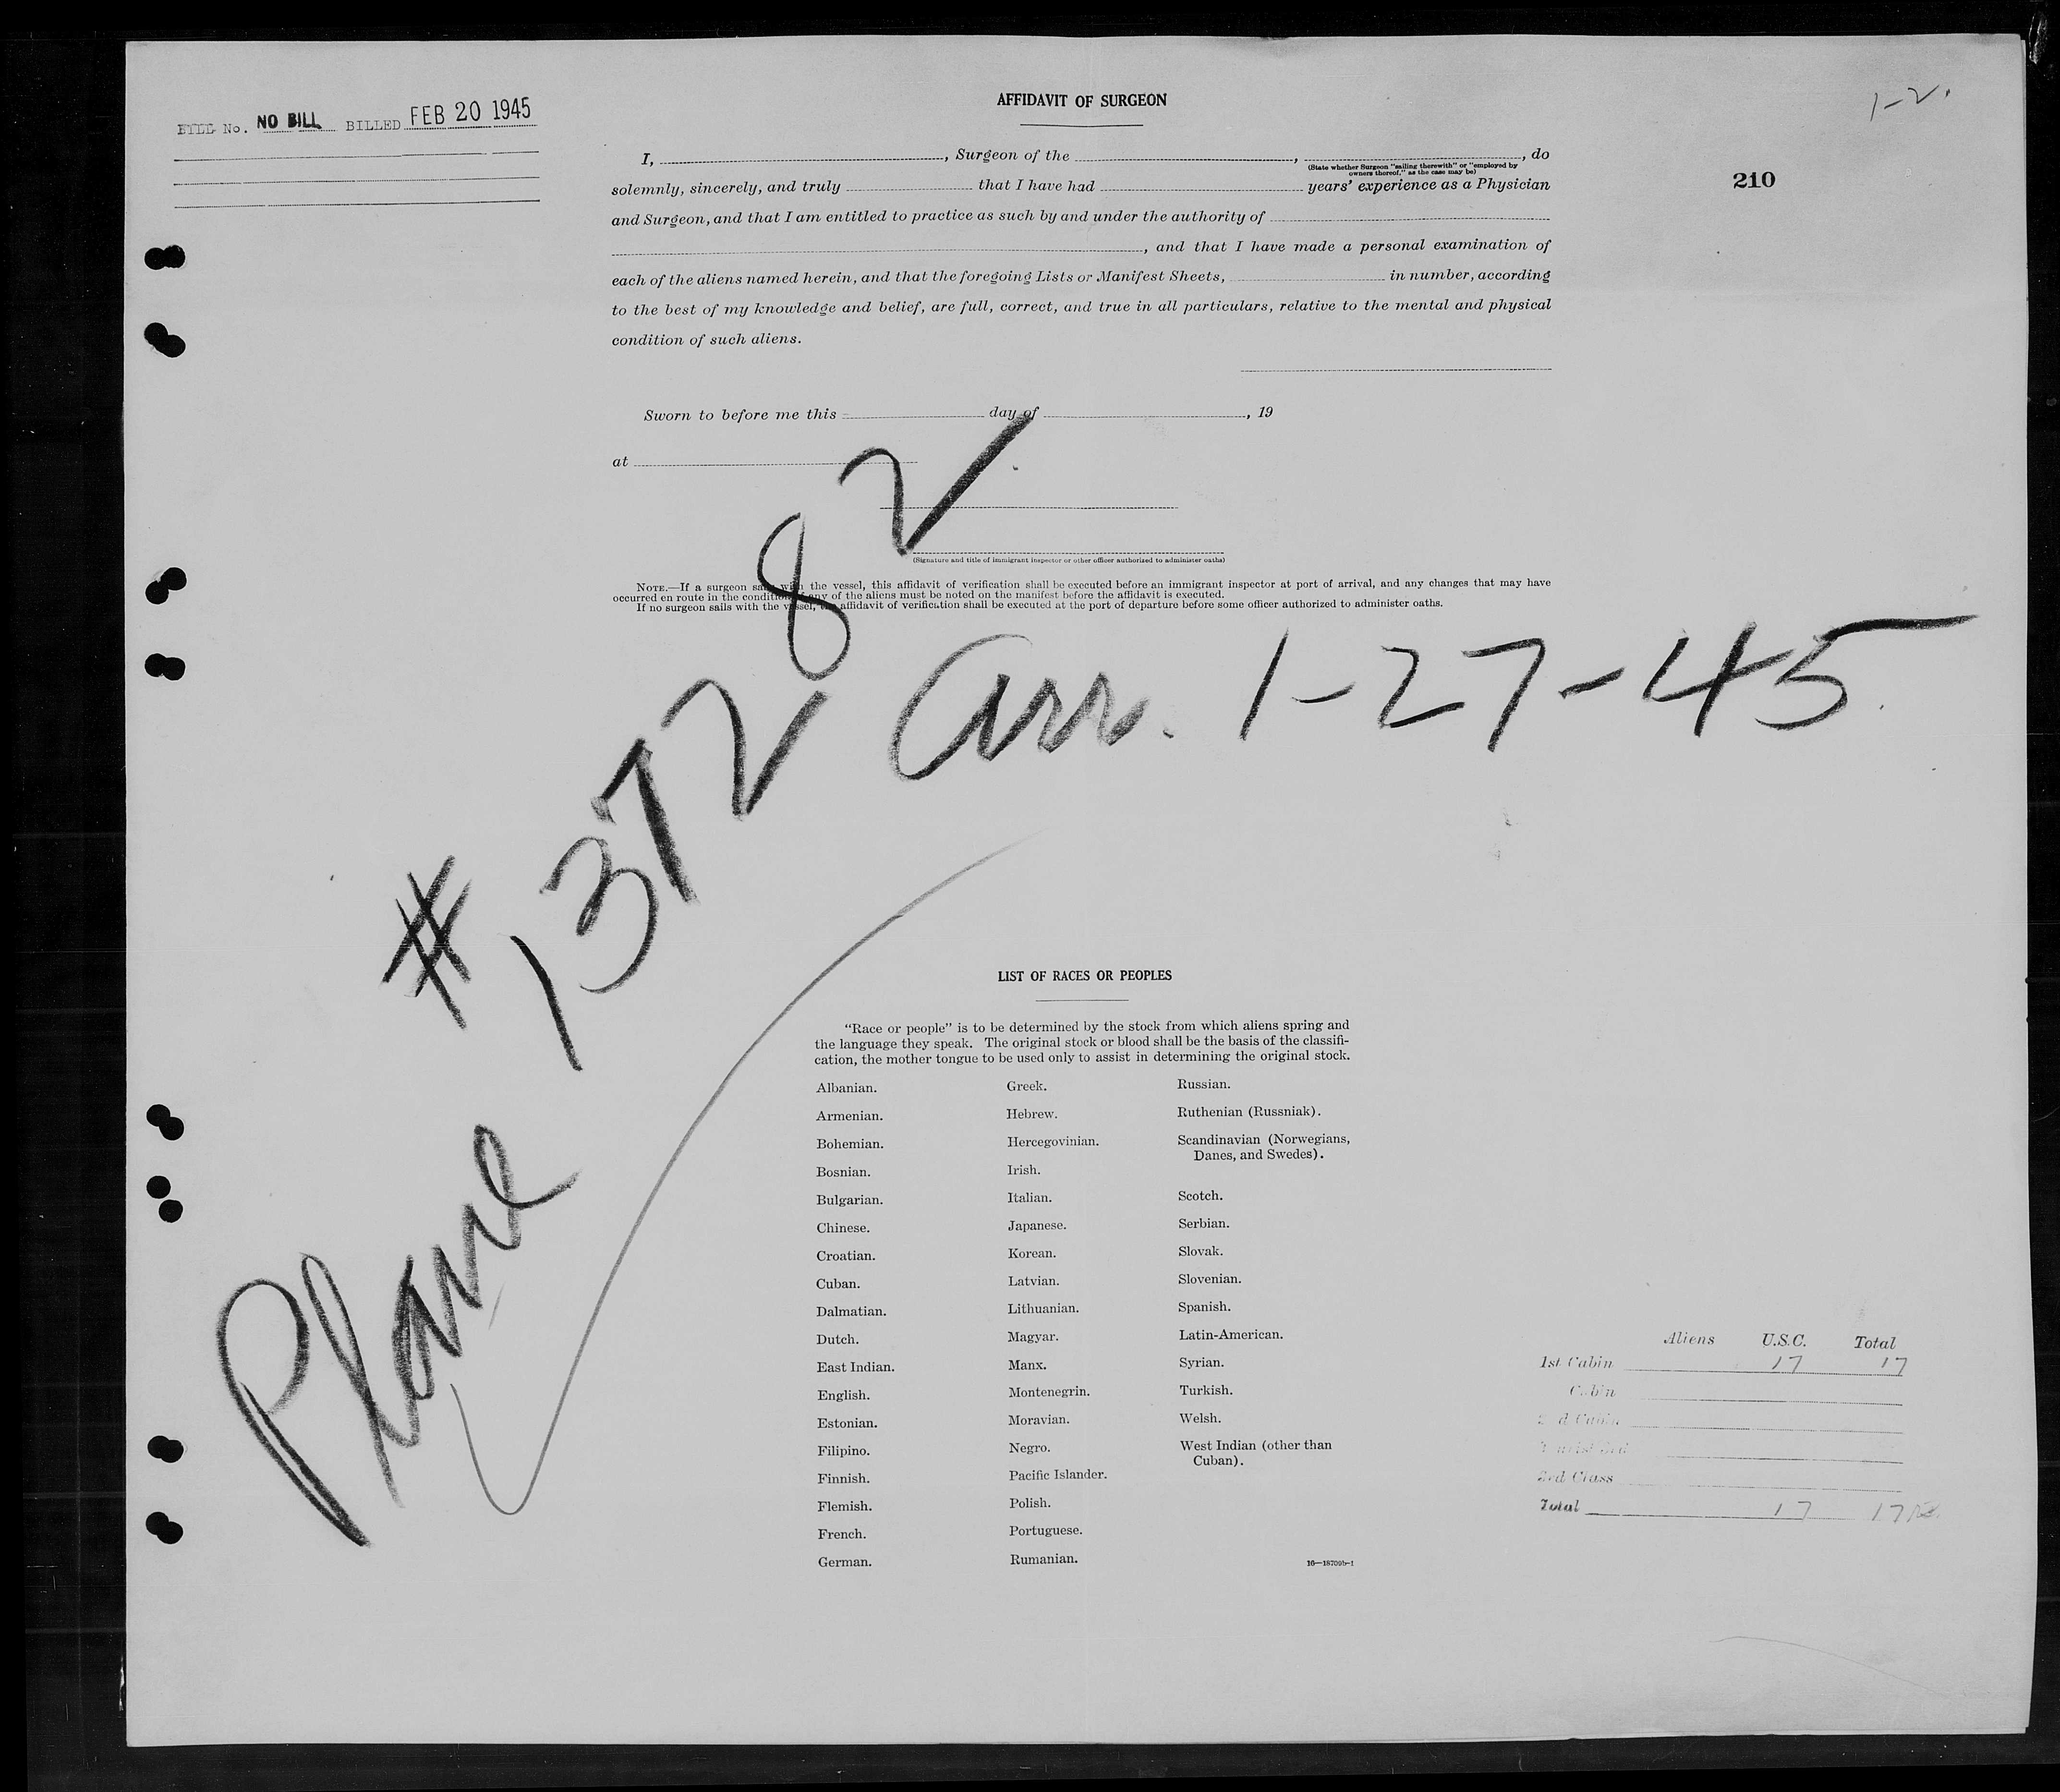 BILL No. NO BILL BILLED FEB 20 1945
1-2.
210
AFFIDAVIT OF SURGEON
I, , Surgeon of the , , do
(State whether Surgeon "sailing therewith" or "employed by
owners thereof," as the case may be)
solemnly, sincerely, and truly that I have had years' experience as a Physician
and Surgeon, and that I am entitled to practice as such by and under the authority of
, and that I have made a personal examination of
each of the aliens named herein, and that the foregoing Lists or Manifest Sheets, in number, according
to the best of my knowledge and belief, are full, correct, and true in all particulars, relative to the mental and physical
condition of such aliens.
Sworn to before me this day of , 19
at
(Signature and title of immigrant inspector or other officer authorized to administer oaths)
NOTE.—If a surgeon sails with the vessel, this affidavit of verification shall be executed before an immigrant inspector at port of arrival, and any changes that may have
occurred en route in the condition of any of the aliens must be noted on the manifest before the affidavit is executed.
If no surgeon sails with the vessel, the affidavit of verification shall be executed at the port of departure before some officer authorized to administer oaths.
Plane # 137282
Arr. 1-27-45.
LIST OF RACES OR PEOPLES
"Race or people" is to be determined by the stock from which aliens spring and
the language they speak. The original stock or blood shall be the basis of the classifi-
cation, the mother tongue to be used only to assist in determining the original stock.
Albanian.
Armenian.
Bohemian.
Bosnian.
Bulgarian.
Chinese.
Croatian.
Cuban.
Dalmatian.
Dutch.
East Indian.
English.
Estonian.
Filipino.
Finnish.
Flemish.
French.
German.
Greek.
Hebrew.
Hercegovinian.
Irish.
Italian.
Japanese.
Korean.
Latvian.
Lithuanian.
Magyar.
Manx.
Montenegrin.
Moravian.
Negro.
Pacific Islander.
Polish.
Portuguese.
Rumanian.
Russian.
Ruthenian (Russniak).
Scandinavian (Norwegians,
Danes, and Swedes).
Scotch.
Serbian.
Slovak.
Slovenian.
Spanish.
Latin-American.
Syrian.
Turkish.
Welsh.
West Indian (other than
Cuban).
16—18709b-1
Aliens U.S.C. Total
1st Cabin 17 17
Cabin
2nd Cabin
Tourist 3rd
3rd Class
Total 17 17